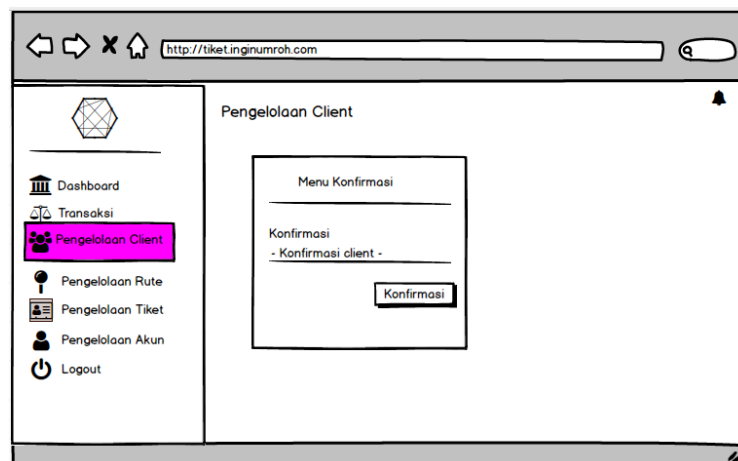 http://tiket.inginumroh.com
Pengelolaan Client
Dashboard
Transaksi
Pengelolaan Client
Pengelolaan Rute
Pengelolaan Tiket
Pengelolaan Akun
Logout
Menu Konfirmasi
Konfirmasi
- Konfirmasi client -
Konfirmasi